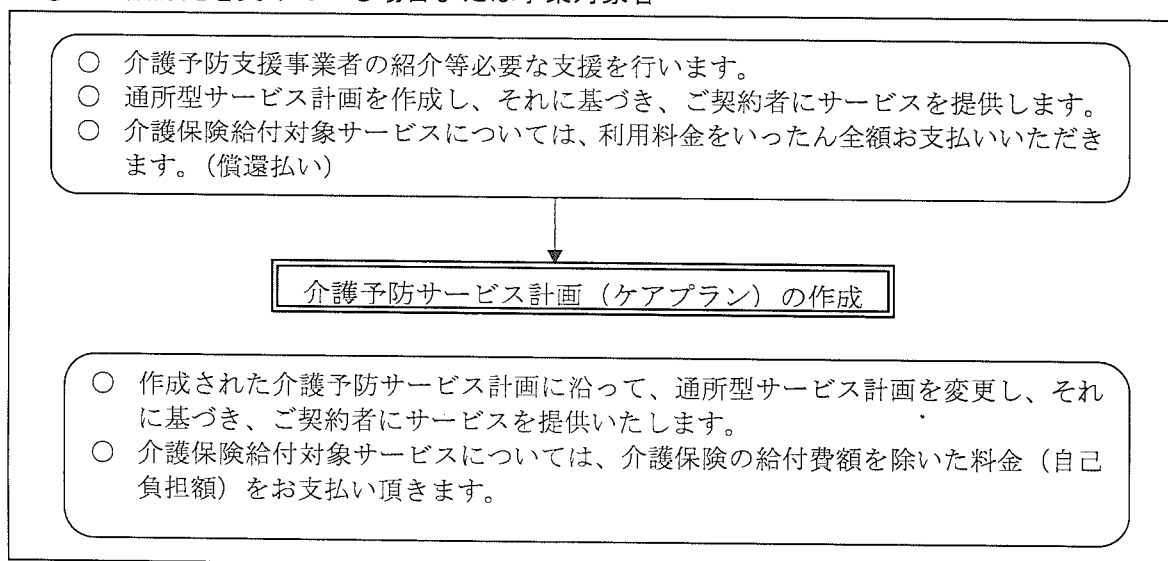 ○ 介護予防支援事業者の紹介等必要な支援を行います。
○ 通所型サービス計画を作成し、それに基づき、ご契約者にサービスを提供します。
○ 介護保険給付対象サービスについては、利用料金をいったん全額お支払いいただき
ます。（償還払い）
介護予防サービス計画（ケアプラン）の作成
○ 作成された介護予防サービス計画に沿って、通所型サービス計画を変更し、それ
に基づき、ご契約者にサービスを提供いたします。
○ 介護保険給付対象サービスについては、介護保険の給付費額を除いた料金（自己
負担額）をお支払い頂きます。